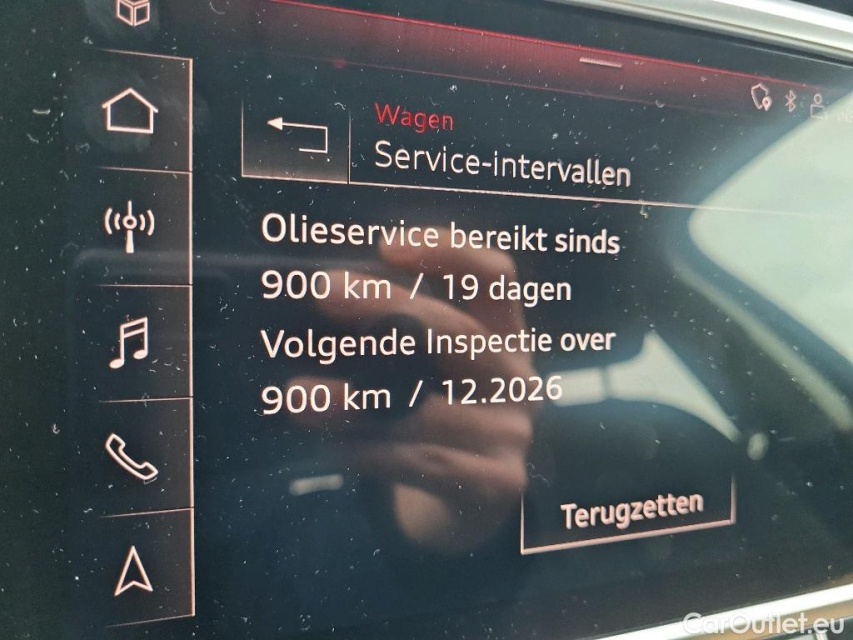 Wagen
Service-intervallen
Olieservice bereikt sinds
900 km / 19 dagen
Volgende Inspectie over
900 km / 12.2026
Terugzetten
CarOutlet.eu